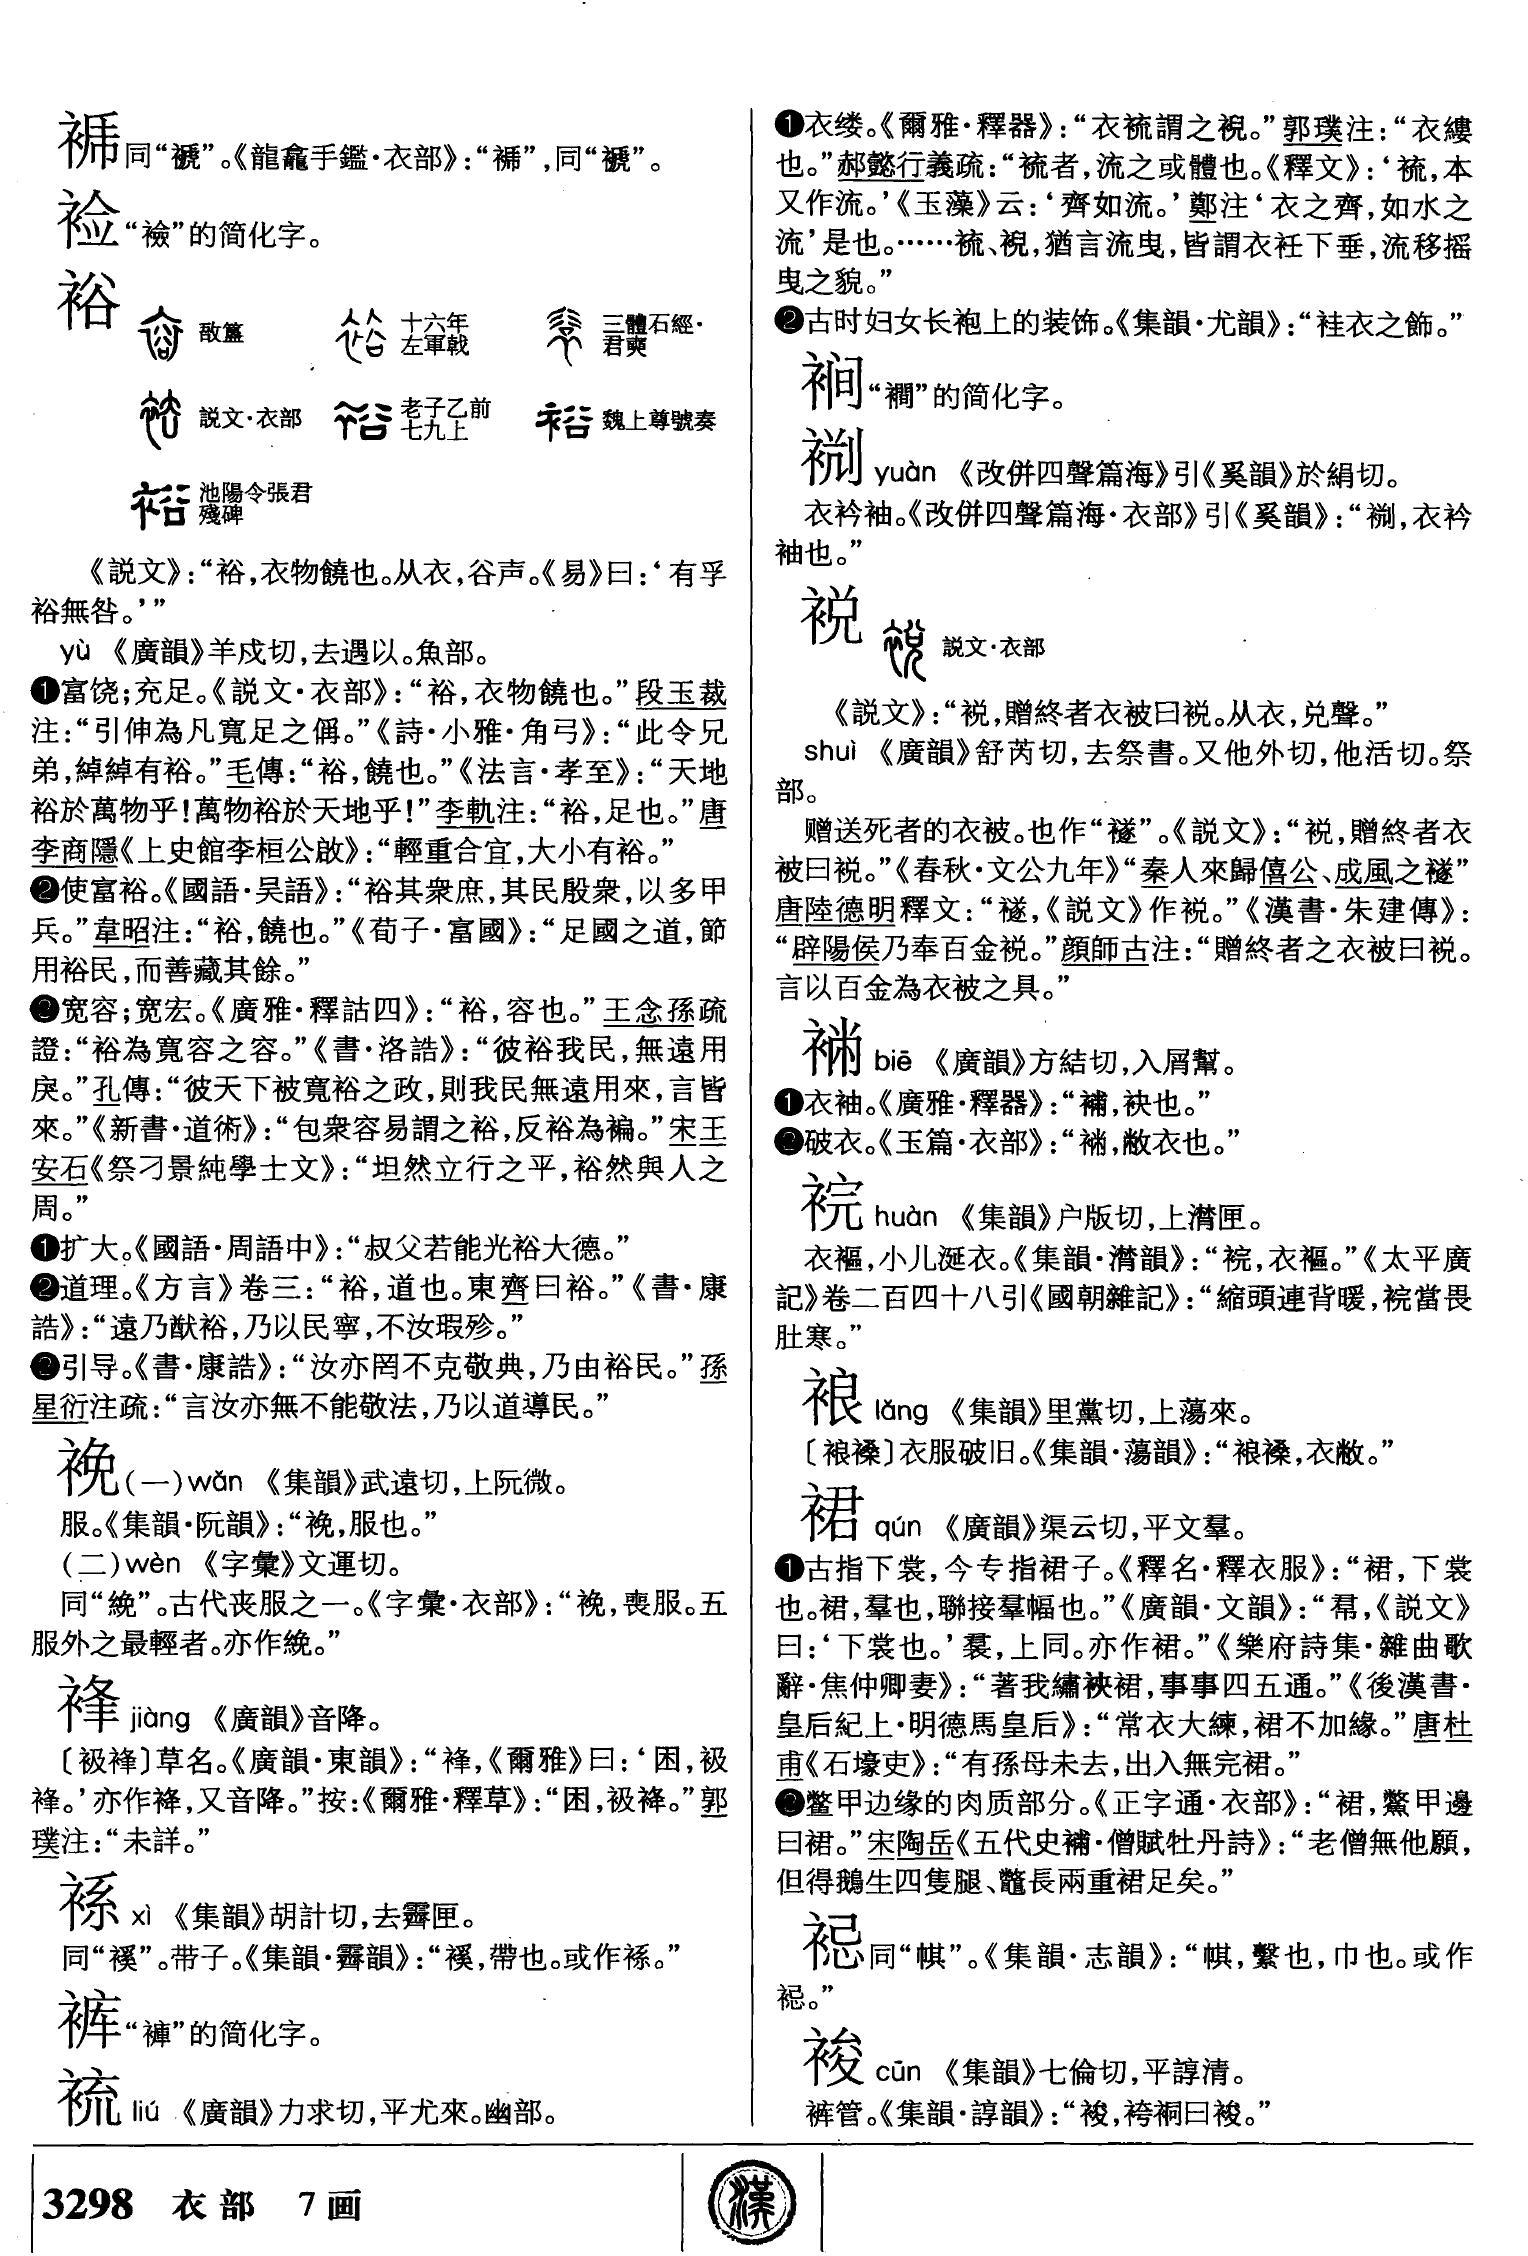 同“褫”。《龍龕手鑑·衣部》：“”，同“褫”。
裣“襝”的简化字。
裕
㪘簋
十六年
左軍戟
三體石經·
君奭
説文·衣部
老子乙前
七九上
魏上尊號奏
池陽令張君
殘碑
《説文》：“裕，衣物饒也。从衣，谷声。《易》曰：‘有孚
裕無咎。’”
yù 《廣韻》羊戍切，去遇以。魚部。
❶富饶；充足。《説文·衣部》：“裕，衣物饒也。”段玉裁
注：“引伸為凡寬足之偁。”《詩·小雅·角弓》：“此令兄
弟，綽綽有裕。”毛傳：“裕，饒也。”《法言·孝至》：“天地
裕於萬物乎！萬物裕於天地乎！”李軌注：“裕，足也。”唐
李商隱《上史館李桓公啟》：“輕重合宜，大小有裕。”
❷使富裕。《國語·吴語》：“裕其衆庶，其民殷衆，以多甲
兵。”韋昭注：“裕，饒也。”《荀子·富國》：“足國之道，節
用裕民，而善藏其餘。”
❸宽容；宽宏。《廣雅·釋詁四》：“裕，容也。”王念孫疏
證：“裕為寬容之容。”《書·洛誥》：“彼裕我民，無遠用
戾。”孔傳：“彼天下被寬裕之政，則我民無遠用來，言皆
來。”《新書·道術》：“包衆容易謂之裕，反裕為褊。”宋王
安石《祭刁景純學士文》：“坦然立行之平，裕然與人之
周。”
❶扩大。《國語·周語中》：“叔父若能光裕大德。”
❷道理。《方言》卷三：“裕，道也。東齊曰裕。”《書·康
誥》：“遠乃猷裕，乃以民寧，不汝瑕殄。”
❸引导。《書·康誥》：“汝亦罔不克敬典，乃由裕民。”孫
星衍注疏：“言汝亦無不能敬法，乃以道導民。”
䘽(一)wǎn 《集韻》武遠切，上阮微。
服。《集韻·阮韻》：“䘽，服也。”
(二)wèn 《字彙》文運切。
同“絻”。古代丧服之一。《字彙·衣部》：“䘽，喪服。五
服外之最輕者。亦作絻。”
袶 jiàng 《廣韻》音降。
〔衱袶〕草名。《廣韻·東韻》：“袶，《爾雅》曰：‘困，衱
袶。’亦作䘪，又音降。”按：《爾雅·釋草》：“困，衱袶。”郭
璞注：“未詳。”
 xì 《集韻》胡計切，去霽匣。
同“褉”。带子。《集韻·霽韻》：“褉，帶也。或作。”
裤“褲”的简化字。
裗 liú 《廣韻》力求切，平尤來。幽部。
❶衣缕。《爾雅·釋器》：“衣裗謂之䘽。”郭璞注：“衣縷
也。”郝懿行義疏：“裗者，流之或體也。《釋文》：‘裗，本
又作流。’《玉藻》云：‘齊如流。’鄭注‘衣之齊，如水之
流’是也。……裗、䘽，猶言流曳，皆謂衣衽下垂，流移摇
曳之貌。”
❷古时妇女长袍上的装饰。《集韻·尤韻》：“袿衣之飾。”
裥“襇”的简化字。
 yuàn 《改併四聲篇海》引《奚韻》於絹切。
衣衿袖。《改併四聲篇海·衣部》引《奚韻》：“，衣衿
袖也。”
裞
説文·衣部
《説文》：“裞，贈終者衣被曰裞。从衣，兑聲。”
shuì 《廣韻》舒芮切，去祭書。又他外切，他活切。祭
部。
赠送死者的衣被。也作“襚”。《説文》：“裞，贈終者衣
被曰裞。”《春秋·文公九年》“秦人來歸僖公、成風之襚”
唐陸德明釋文：“襚，《説文》作裞。”《漢書·朱建傳》：
“辟陽侯乃奉百金裞。”顔師古注：“贈終者之衣被曰裞。
言以百金為衣被之具。”
 biē 《廣韻》方結切，入屑幫。
❶衣袖。《廣雅·釋器》：“補，袂也。”
❷破衣。《玉篇·衣部》：“，敝衣也。”
䘼 huàn 《集韻》户版切，上潸匣。
衣褔，小儿涎衣。《集韻·潸韻》：“，衣褔。”《太平廣
記》卷二百四十八引《國朝雜記》：“縮頭連背暖，當畏
肚寒。”
 lǎng 《集韻》里黨切，上蕩來。
〔褬〕衣服破旧。《集韻·蕩韻》：“褬，衣敝。”
裙 qún 《廣韻》渠云切，平文羣。
❶古指下裳，今专指裙子。《釋名·釋衣服》：“裙，下裳
也。裙，羣也，聯接羣幅也。”《廣韻·文韻》：“帬，《説文》
曰：‘下裳也。’裠，上同。亦作裙。”《樂府詩集·雜曲歌
辭·焦仲卿妻》：“著我繡裌裙，事事四五通。”《後漢書·
皇后紀上·明德馬皇后》：“常衣大練，裙不加緣。”唐杜
甫《石壕吏》：“有孫母未去，出入無完裙。”
❷鳖甲边缘的肉质部分。《正字通·衣部》：“裙，鱉甲邊
曰裙。”宋陶岳《五代史補·僧賦牡丹詩》：“老僧無他願，
但得鵝生四隻腿、鼈長兩重裙足矣。”
同“帺”。《集韻·志韻》：“帺，繫也，巾也。或作
。”
 cūn 《集韻》七倫切，平諄清。
裤管。《集韻·諄韻》：“，袴裥曰。”
3298 衣部 7画
漢